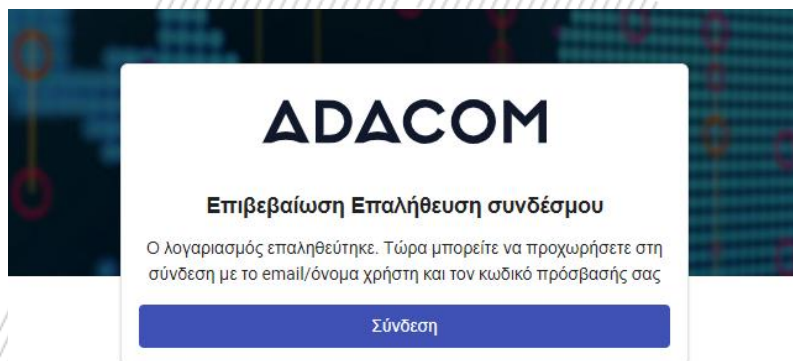 ADACOM
Επιβεβαίωση Επαλήθευση συνδέσμου
Ο λογαριασμός επαληθεύτηκε. Τώρα μπορείτε να προχωρήσετε στη
σύνδεση με το email/όνομα χρήστη και τον κωδικό πρόσβασής σας
Σύνδεση